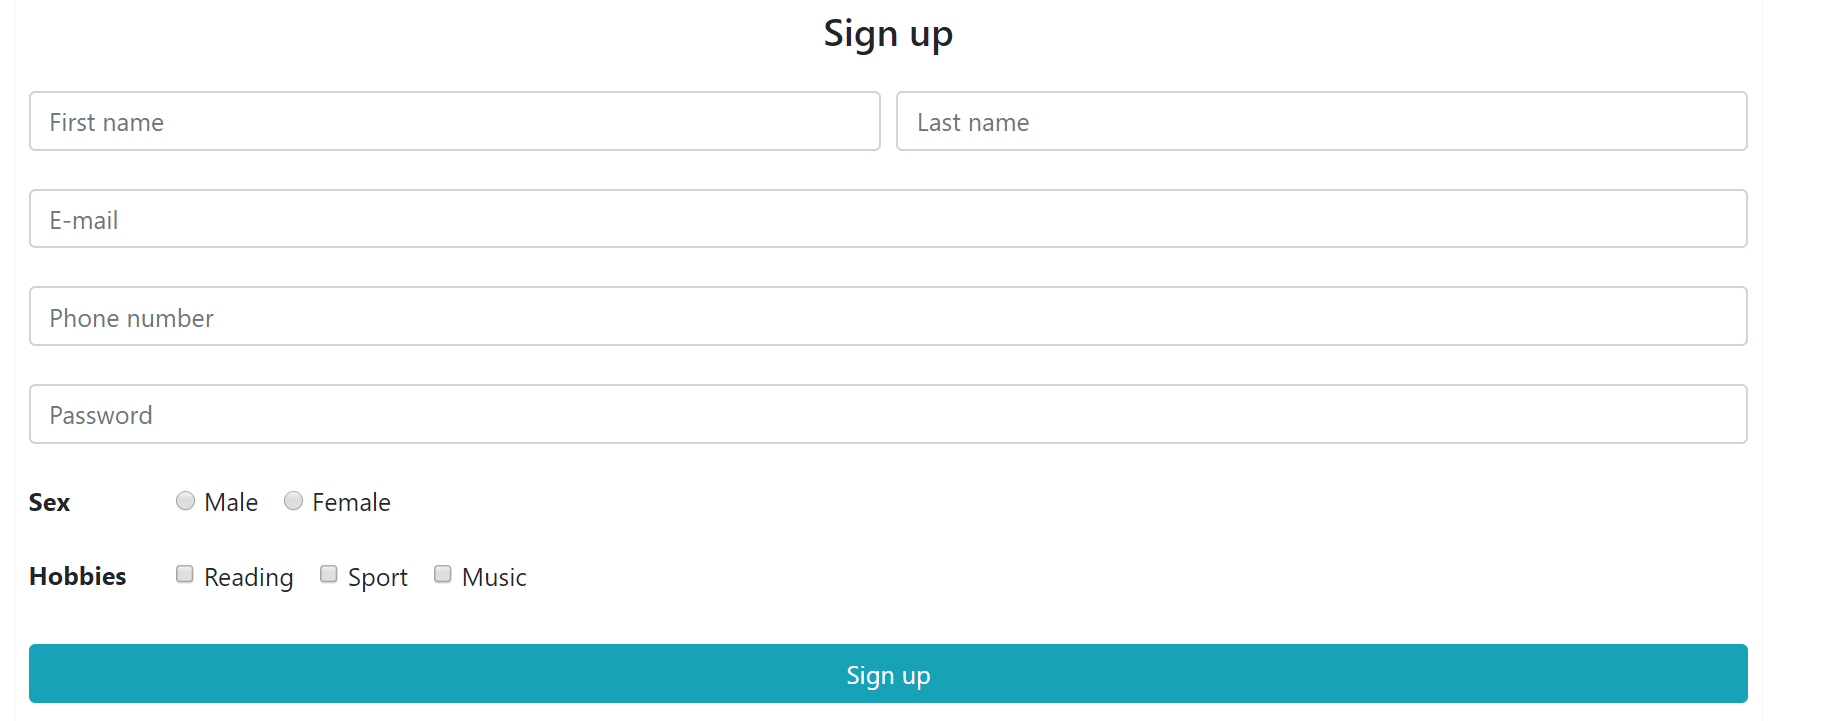 Sign up
First name Last name
E-mail
Phone number
Password
Sex Male Female
Hobbies Reading Sport Music
Sign up